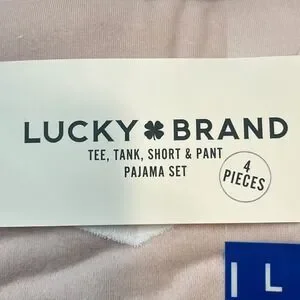 LUCKY BRAND
TEE, TANK, SHORT & PANT
PAJAMA SET
4
PIECES
L